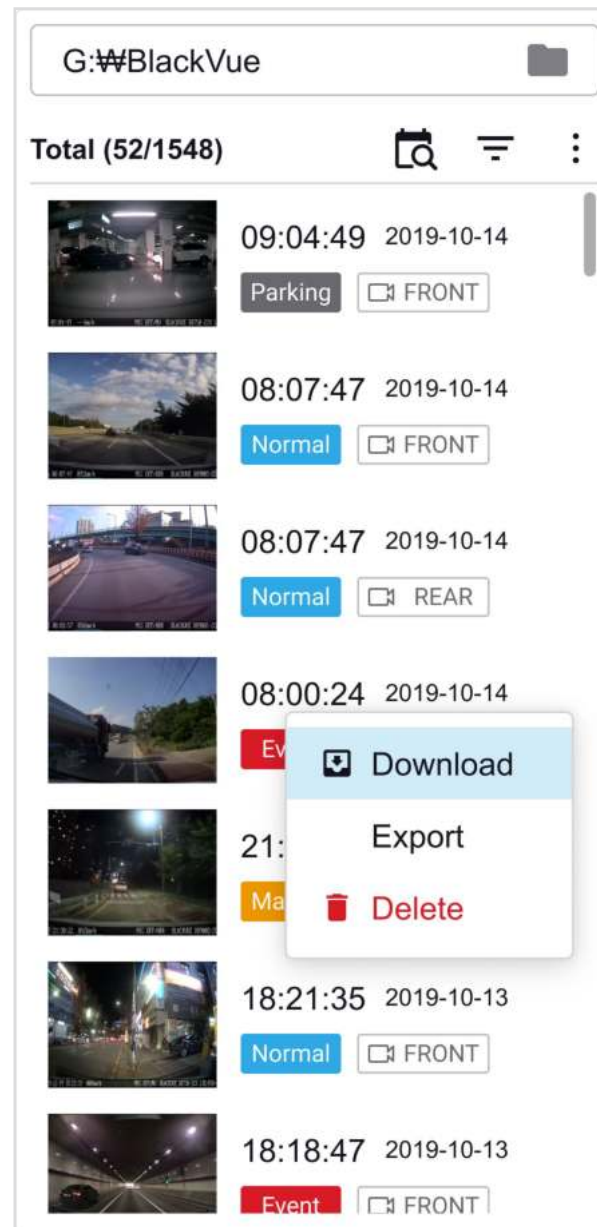 G:₩BlackVue
Total (52/1548)
09:04:49 2019-10-14
Parking FRONT
08:07:47 2019-10-14
Normal FRONT
08:07:47 2019-10-14
Normal REAR
08:00:24 2019-10-14
Download
21:
Export
Delete
18:21:35 2019-10-13
Normal FRONT
18:18:47 2019-10-13
Event FRONT